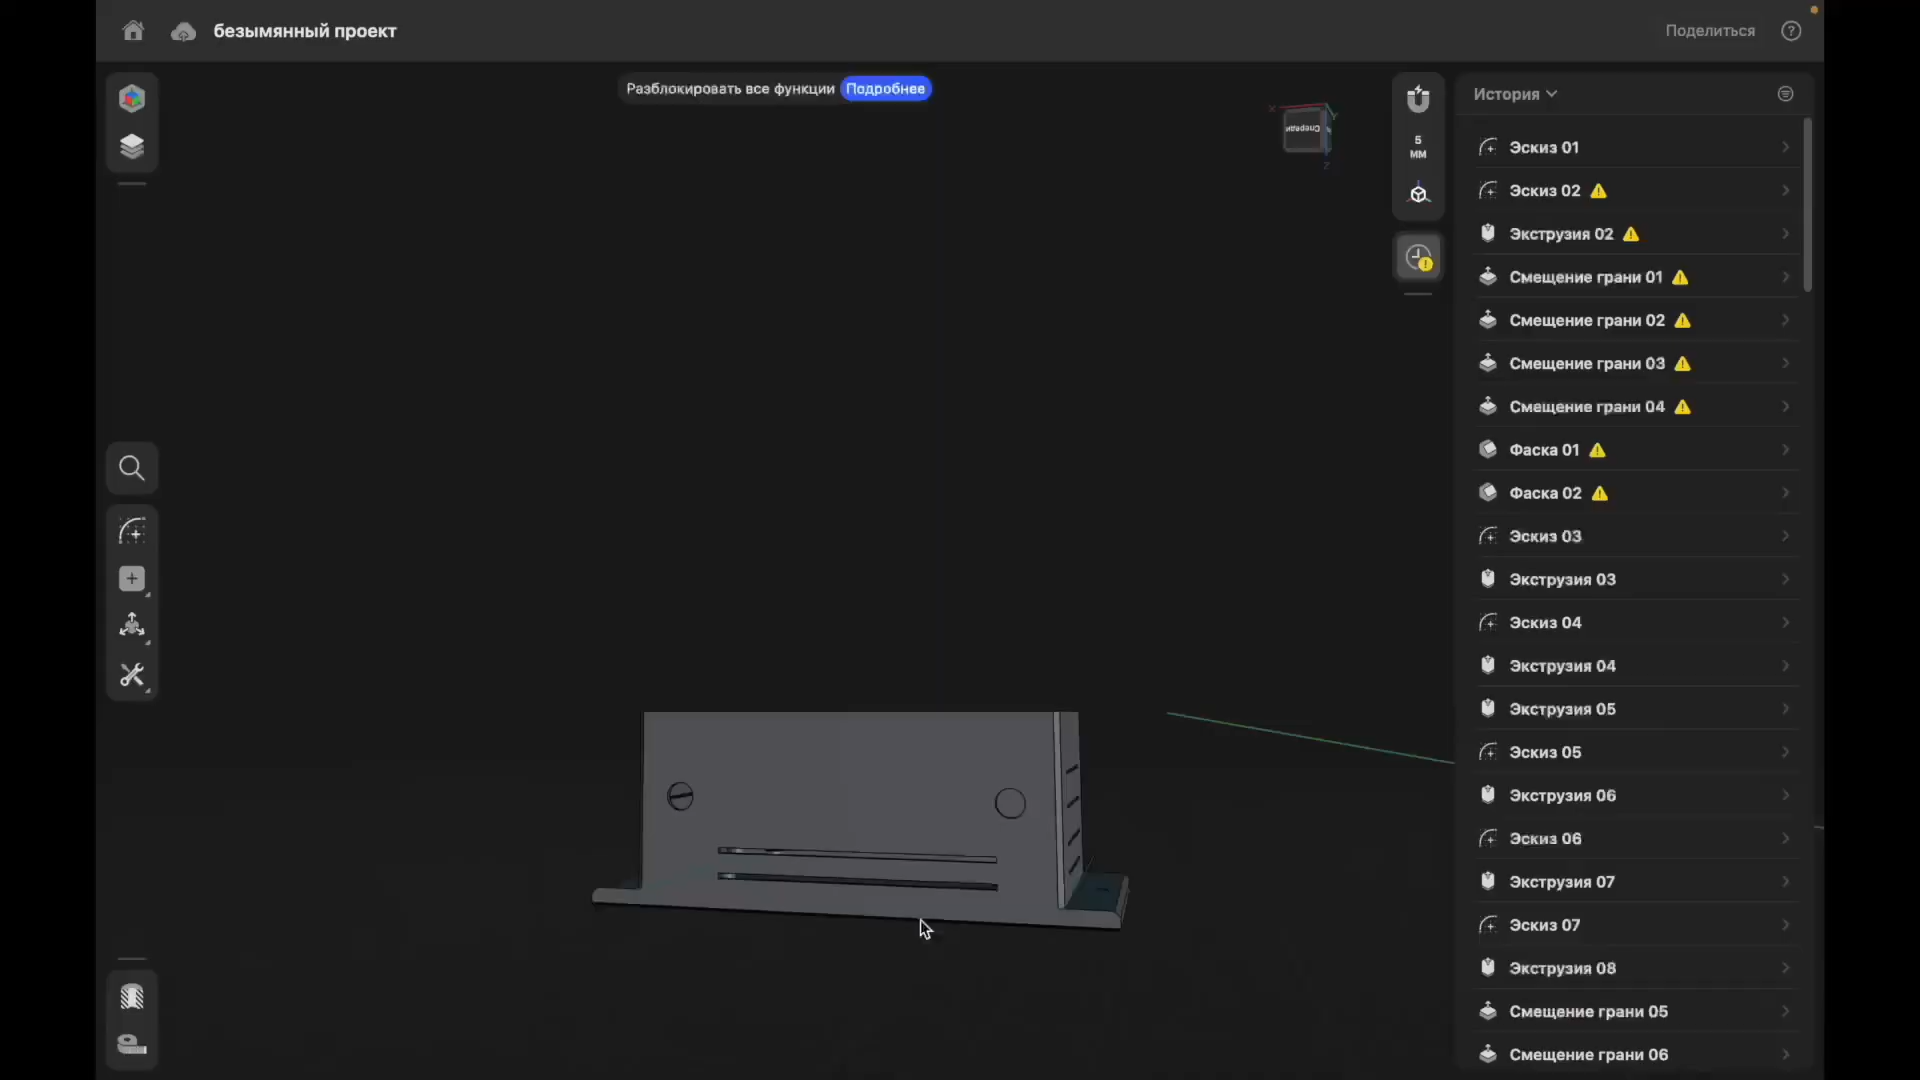 безымянный проект
Поделиться
?
Разблокировать все функции Подробнее
X
Y
Спереди
Z
5
мм
История
Эскиз 01
Эскиз 02
Экструзия 02
Смещение грани 01
Смещение грани 02
Смещение грани 03
Смещение грани 04
Фаска 01
Фаска 02
Эскиз 03
Экструзия 03
Эскиз 04
Экструзия 04
Экструзия 05
Эскиз 05
Экструзия 06
Эскиз 06
Экструзия 07
Эскиз 07
Экструзия 08
Смещение грани 05
Смещение грани 06